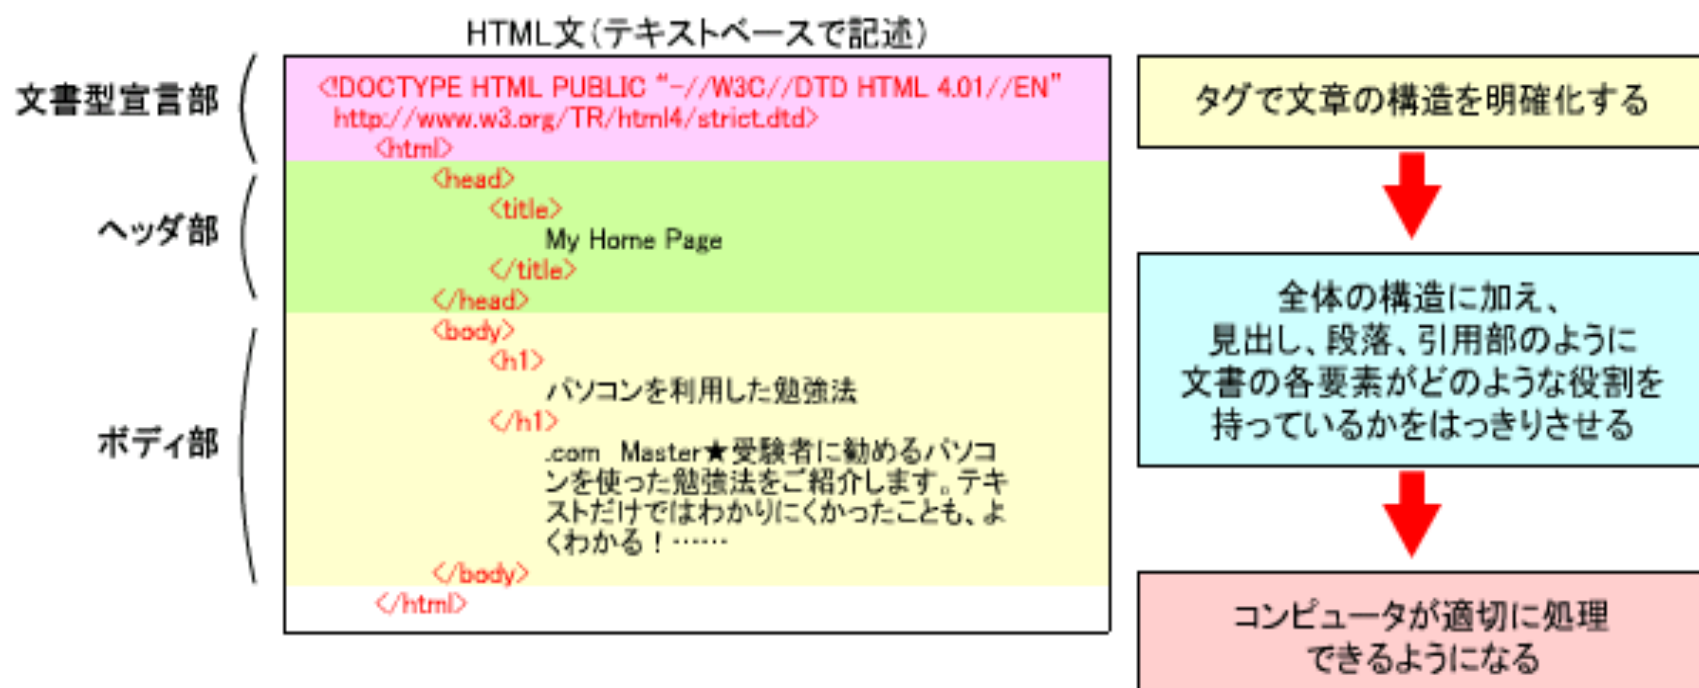 HTML文(テキストベースで記述)
文書型宣言部
<!DOCTYPE HTML PUBLIC “-//W3C//DTD HTML 4.01//EN”
http://www.w3.org/TR/html4/strict.dtd>
<html>
ヘッダ部
<head>
<title>
My Home Page
</title>
</head>
ボディ部
<body>
<h1>
パソコンを利用した勉強法
</h1>
.com Master★受験者に勧めるパソコ
ンを使った勉強法をご紹介します。テキ
ストだけではわかりにくかったことも、よ
くわかる！……
</body>
</html>
タグで文章の構造を明確化する
全体の構造に加え、
見出し、段落、引用部のように
文書の各要素がどのような役割を
持っているかをはっきりさせる
コンピュータが適切に処理
できるようになる